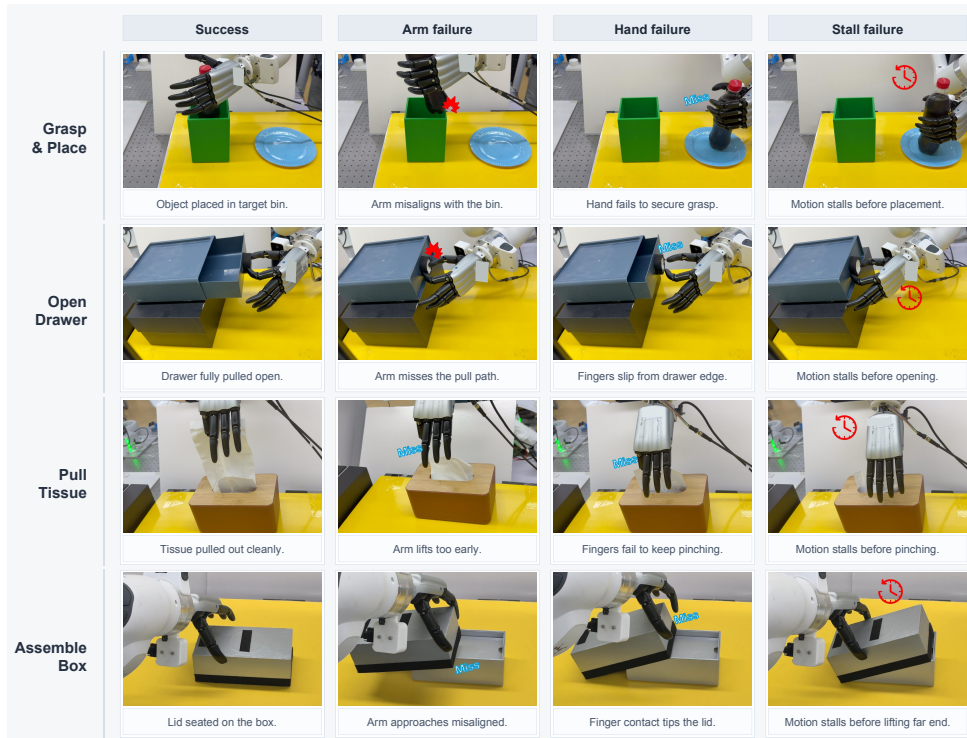 Success
Arm failure
Hand failure
Stall failure
Grasp
& Place
Miss
Object placed in target bin.
Arm misaligns with the bin.
Hand fails to secure grasp.
Motion stalls before placement.
Open
Drawer
Miss
Drawer fully pulled open.
Arm misses the pull path.
Fingers slip from drawer edge.
Motion stalls before opening.
Pull
Tissue
Miss
Miss
Tissue pulled out cleanly.
Arm lifts too early.
Fingers fail to keep pinching.
Motion stalls before pinching.
Assemble
Box
Miss
Miss
Lid seated on the box.
Arm approaches misaligned.
Finger contact tips the lid.
Motion stalls before lifting far end.